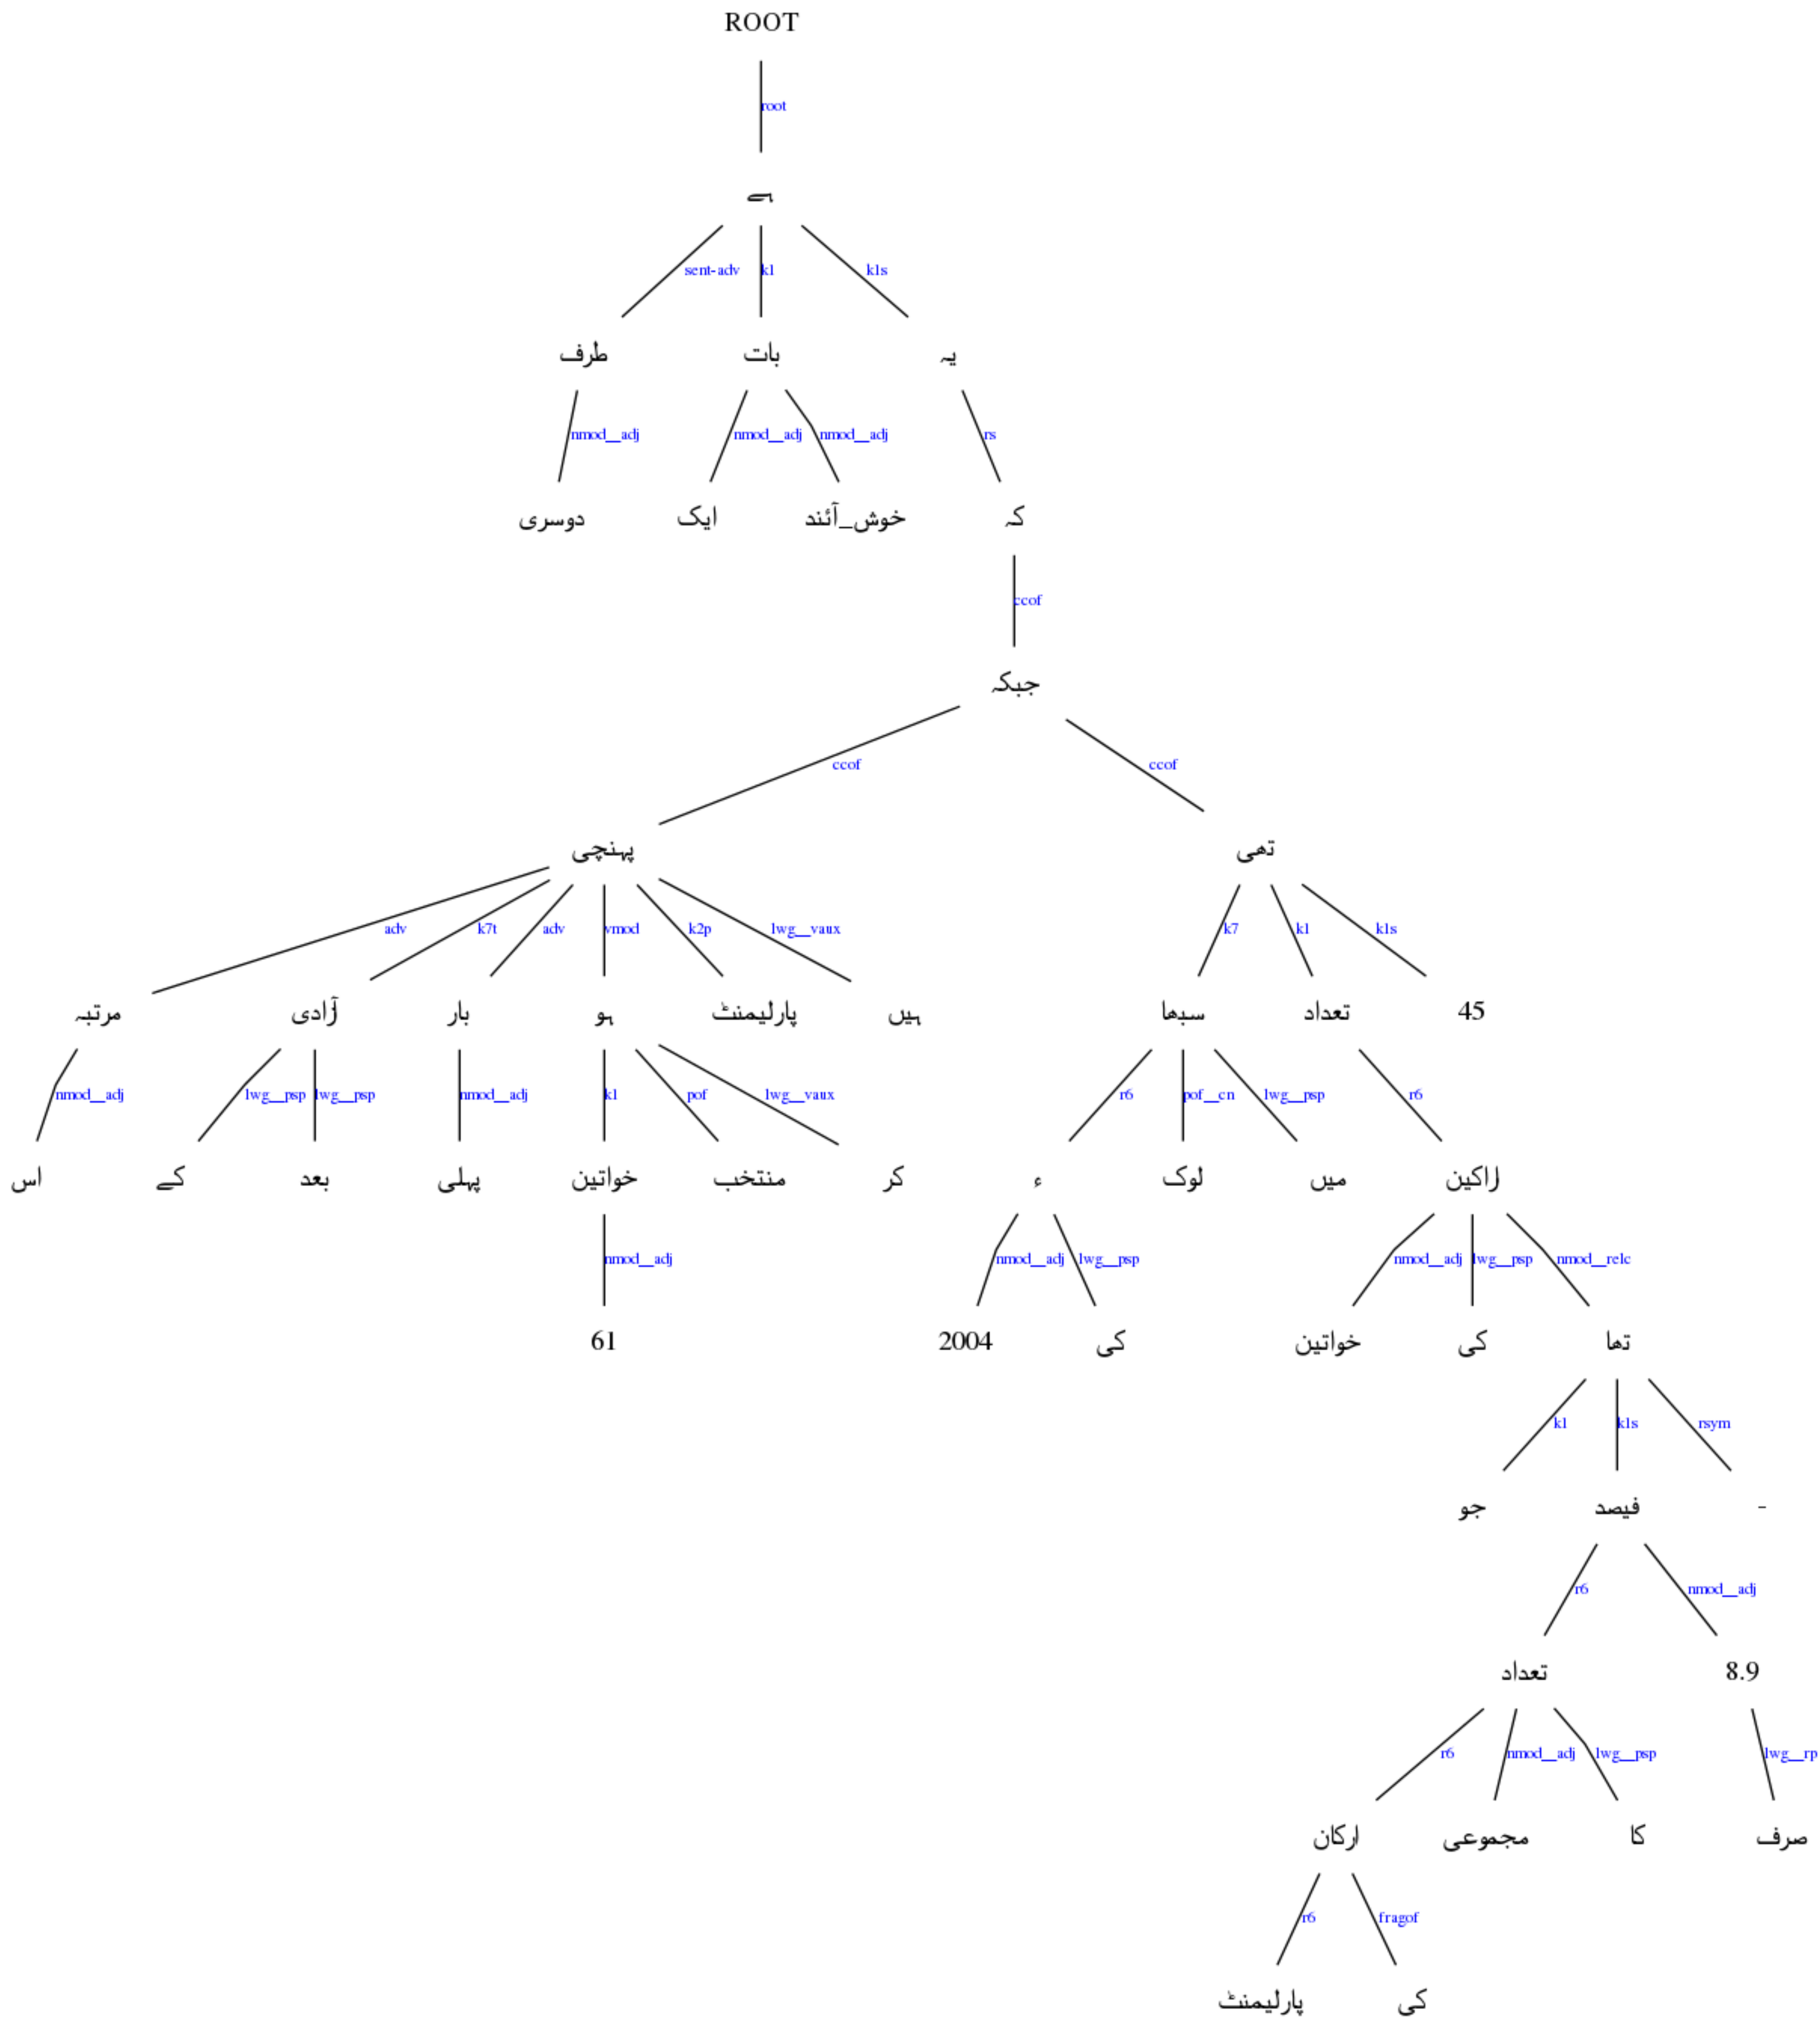 ROOT
root
ہے
sent-adv k1 k1s
طرف بات یہ
nmod__adj nmod__adj nmod__adj rs
دوسری ایک خوش_آئند کہ
ccof
جبکہ
ccof ccof
پہنچی تھی
adv k7t adv vmod k2p lwg__vaux k7 k1 k1s
مرتبہ آزادی بار ہو پارلیمنٹ ہیں سبھا تعداد 45
nmod__adj lwg__psp lwg__psp nmod__adj k1 pof lwg__vaux r6 pof__cn lwg__psp r6
اس کے بعد پہلی خواتین منتخب کر ء لوک میں اراکین
nmod__adj nmod__adj lwg__psp nmod__adj lwg__psp nmod__relc
61 2004 کی خواتین کی تھا
k1 k1s rsym
جو فیصد -
r6 nmod__adj
تعداد 8.9
r6 nmod__adj lwg__psp lwg__rp
ارکان مجموعی کا صرف
r6 fragof
پارلیمنٹ کی